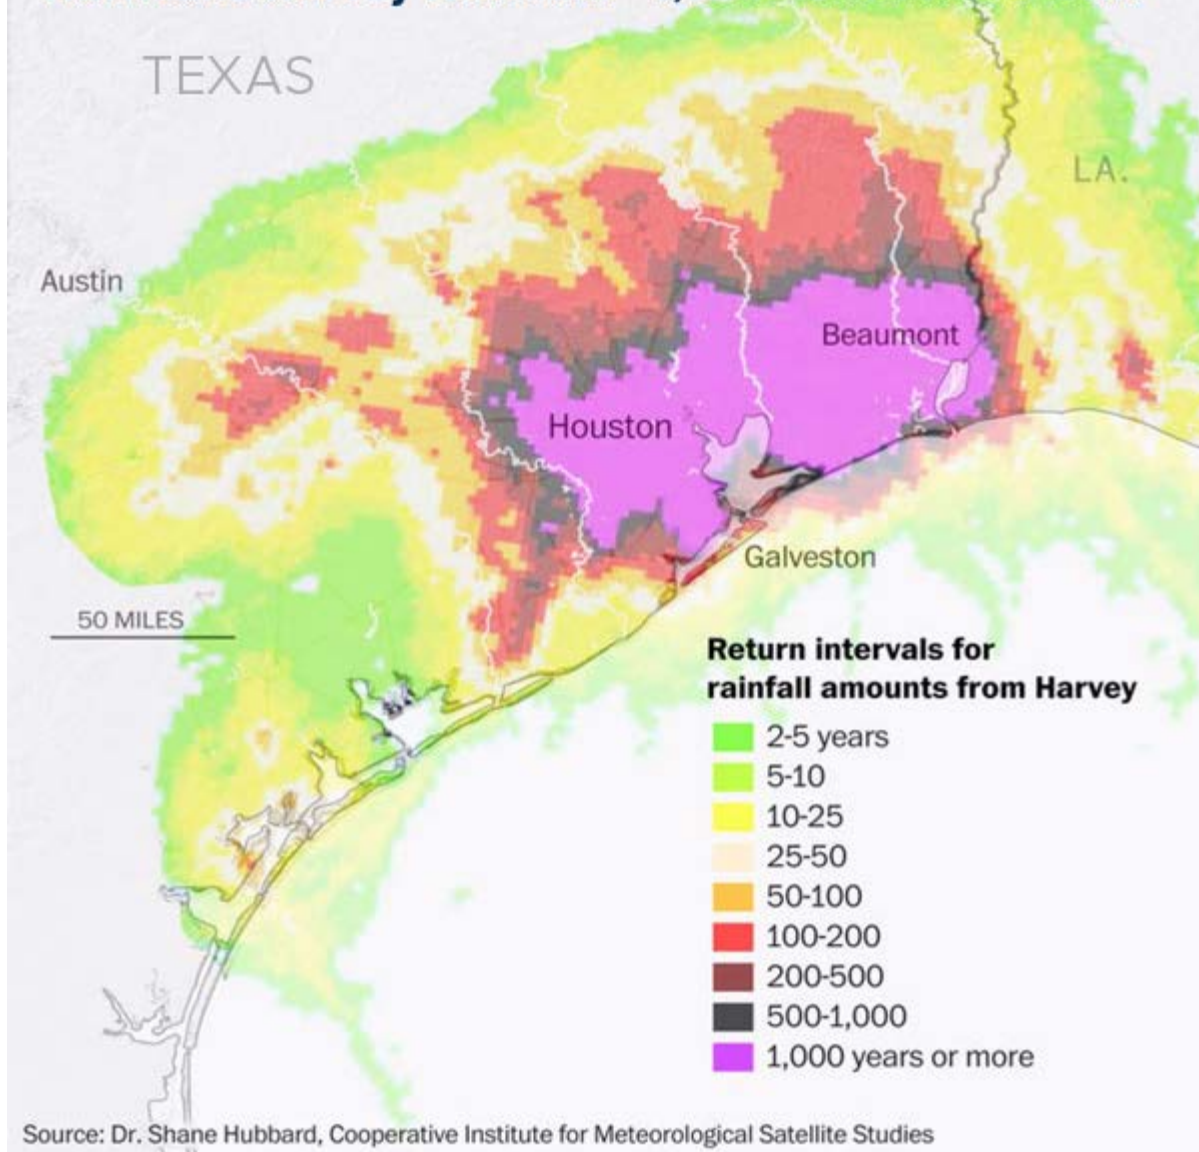 TEXAS
LA.
Austin
Beaumont
Houston
Galveston
50 MILES
Return intervals for
rainfall amounts from Harvey
2-5 years
5-10
10-25
25-50
50-100
100-200
200-500
500-1,000
1,000 years or more
Source: Dr. Shane Hubbard, Cooperative Institute for Meteorological Satellite Studies